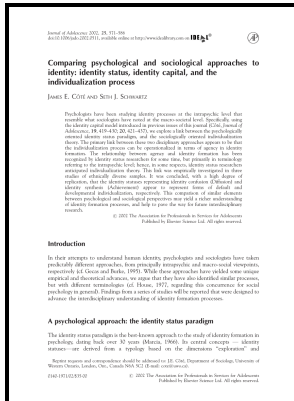 Journal of Adolescence 2002, 25, 571–586
doi:10.1006/jado.2002.0511, available online at http://www.idealibrary.com on IDEAL
Comparing psychological and sociological approaches to
identity: identity status, identity capital, and the
individualization process
JAMES E. CÔTÉ AND SETH J. SCHWARTZ
Psychologists have been studying identity processes at the intrapsychic level that
resemble what sociologists have noted at the macro-societal level. Specifically, using
the identity capital model introduced in previous issues of this journal (Côté, Journal of
Adolescence, 19, 419–430; 20, 421–437), we explore a link between the psychologically
oriented identity status paradigm, and the sociologically oriented individualization
theory. The primary link between these two disciplinary approaches appears to be that
the individualization process can be operationalized in terms of agency in identity
formation. The relationship between agency and identity formation has been
recognized by identity status researchers for some time, but primarily in terminology
referring to the intrapsychic level; hence, in some respects, identity status researchers
anticipated individualization theory. This link was empirically investigated in three
studies of ethnically diverse samples. It was concluded, with a high degree of
replication, that the identity statuses representing identity confusion (Diffusion) and
identity synthesis (Achievement) appear to represent forms of default and
developmental individualizations, respectively. This comparison of similar elements
between psychological and sociological perspectives may yield a richer understanding
of identity formation processes, and help to pave the way for future interdisciplinary
research.
© 2002 The Association for Professionals in Services for Adolescents
Published by Elsevier Science Ltd. All rights reserved.
Introduction
In their attempts to understand human identity, psychologists and sociologists have taken
predictably different approaches, from principally intrapsychic and macro-social viewpoints,
respectively (cf. Gecas and Burke, 1995). While these approaches have yielded some unique
empirical and theoretical advances, we argue that they have also identified similar processes,
but with different terminologies (cf. House, 1977, regarding this concurrence for social
psychology in general). Findings from a series of studies will be reported that were designed to
advance the interdisciplinary understanding of identity formation processes.
A psychological approach: the identity status paradigm
The identity status paradigm is the best-known approach to the study of identity formation in
psychology, dating back over 30 years (Marcia, 1966). Its central concepts — identity
statuses—are derived from a typology based on the dimensions "exploration" and
Reprint requests and correspondence should be addressed to: J.E. Côté, Department of Sociology, University of
Western Ontario, London, Ont., Canada N6A 5C2 (E-mail: cote@uwo.ca).
0140-1971/02/$35.00
© 2002 The Association for Professionals in Services for Adolescents
Published by Elsevier Science Ltd. All rights reserved.